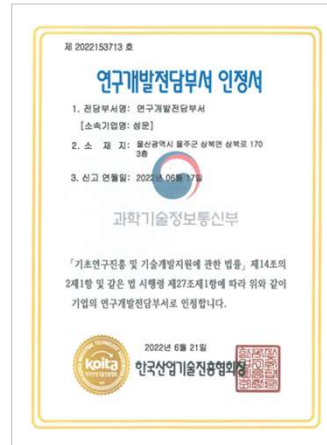 제 2022153713 호
연구개발전담부서 인정서
1. 전담부서명: 연구개발전담부서
[소속기업명: 성문]
2. 소 재 지: 울산광역시 울주군 상북면 상북로 170
3층
3. 신고 연월일: 2022년 06월 17일
과학기술정보통신부
「기초연구진흥 및 기술개발지원에 관한 법률」 제14조의
2제1항 및 같은 법 시행령 제27조제1항에 따라 위와 같이
기업의 연구개발전담부서로 인정합니다.
2022년 6월 21일
koita
한국산업기술진흥협회장